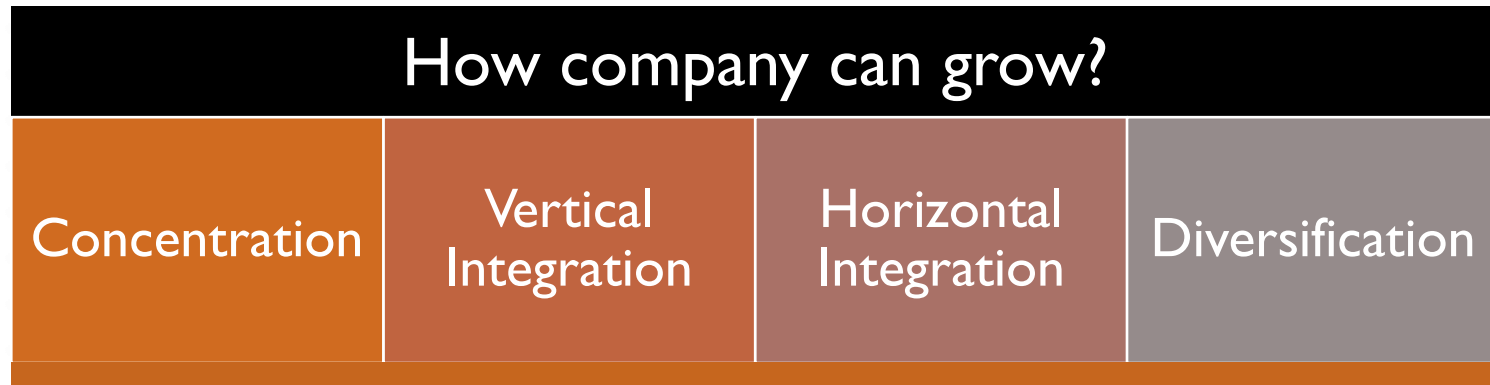 How company can grow?
Concentration
Vertical
Integration
Horizontal
Integration
Diversification